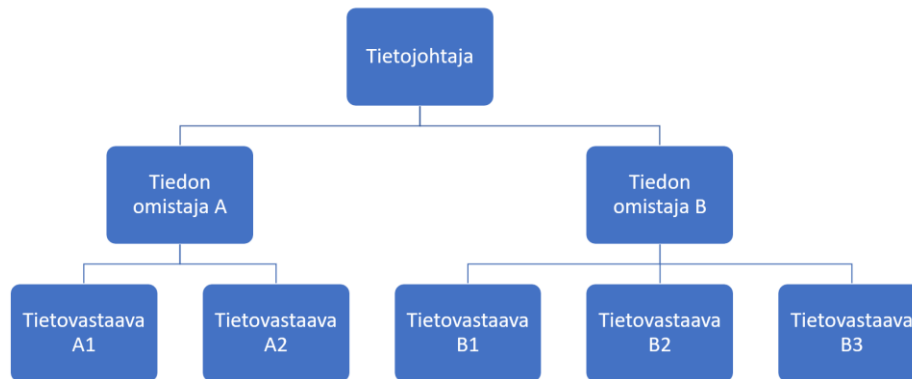 Tietojohtaja
Tiedon
omistaja A
Tiedon
omistaja B
Tietovastaava
A1
Tietovastaava
A2
Tietovastaava
B1
Tietovastaava
B2
Tietovastaava
B3